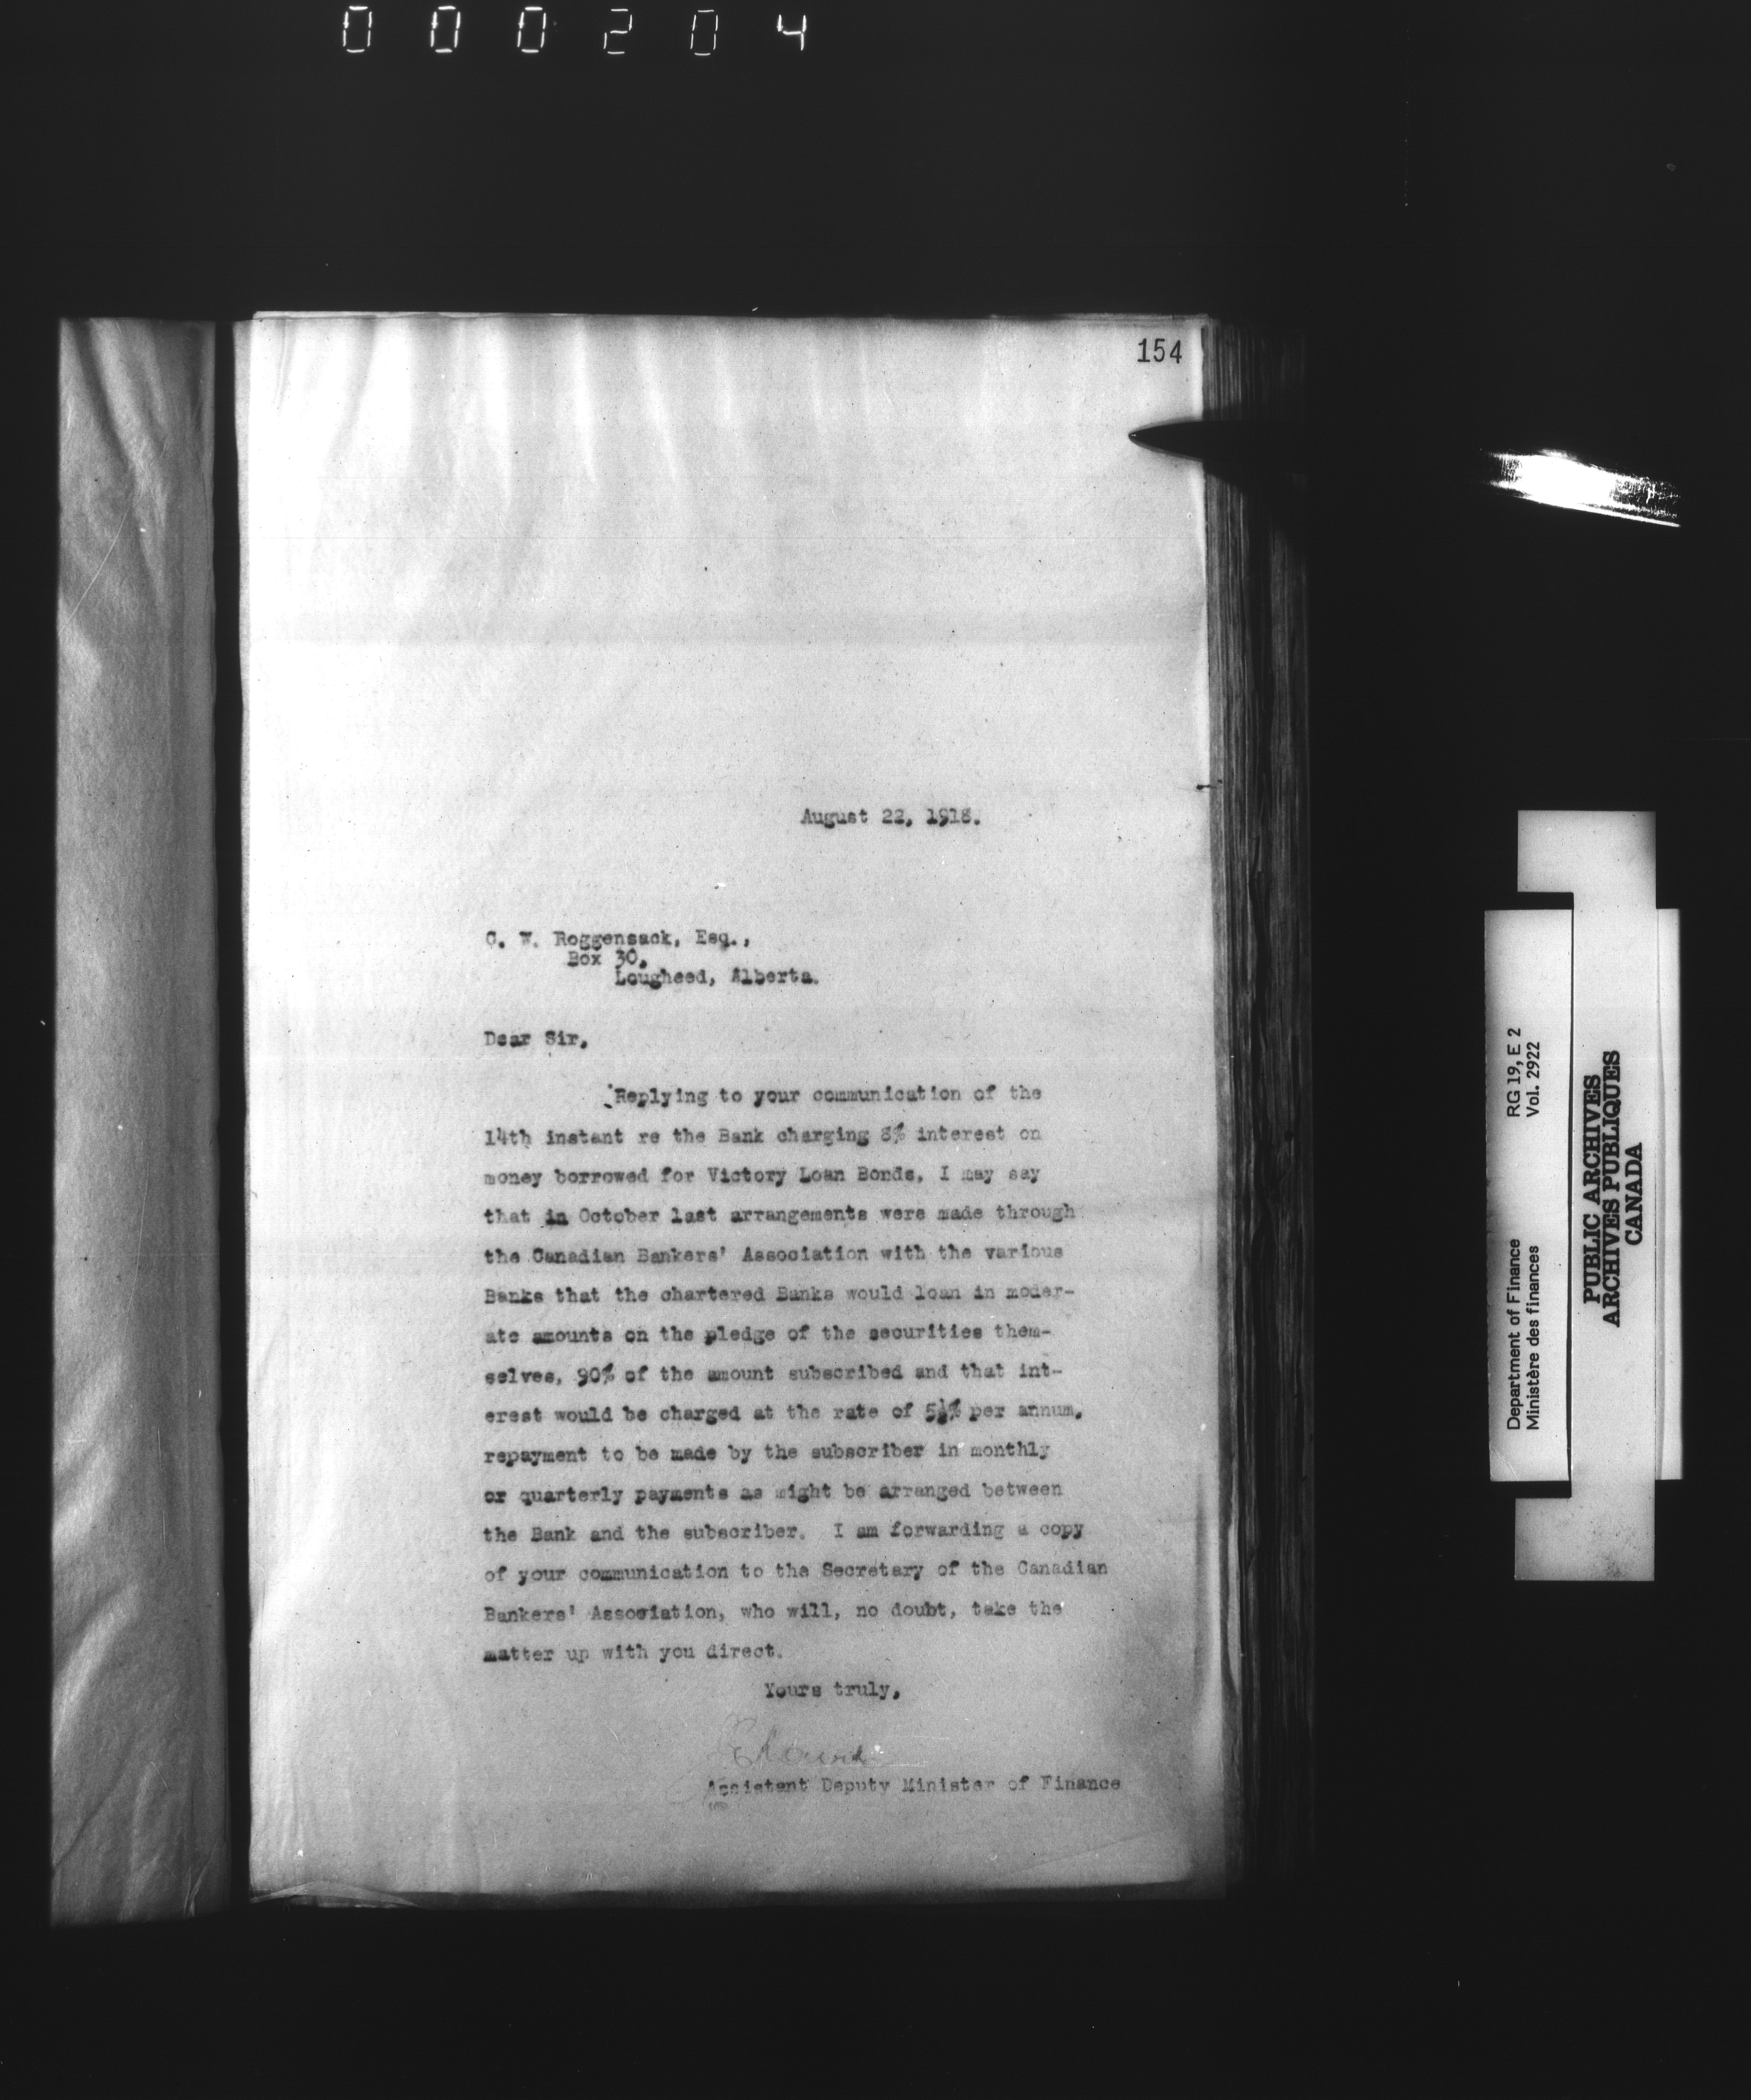 000204
154
August 22, 1918.
C. W. Roggensack, Esq.,
Box 30,
Lougheed, Alberta.
Dear Sir,
Replying to your communication of the
14th instant re the Bank charging 8% interest on
money borrowed for Victory Loan Bonds, I may say
that in October last arrangements were made through
the Canadian Bankers' Association with the various
Banks that the chartered Banks would loan in moder-
ate amounts on the pledge of the securities them-
selves, 90% of the amount subscribed and that int-
erest would be charged at the rate of 5½% per annum,
repayment to be made by the subscriber in monthly
or quarterly payments as might be arranged between
the Bank and the subscriber. I am forwarding a copy
of your communication to the Secretary of the Canadian
Bankers' Association, who will, no doubt, take the
matter up with you direct.
Yours truly,
Assistant Deputy Minister of Finance
Department of Finance RG 19, E 2
Ministère des finances Vol. 2922
PUBLIC ARCHIVES
ARCHIVES PUBLIQUES
CANADA